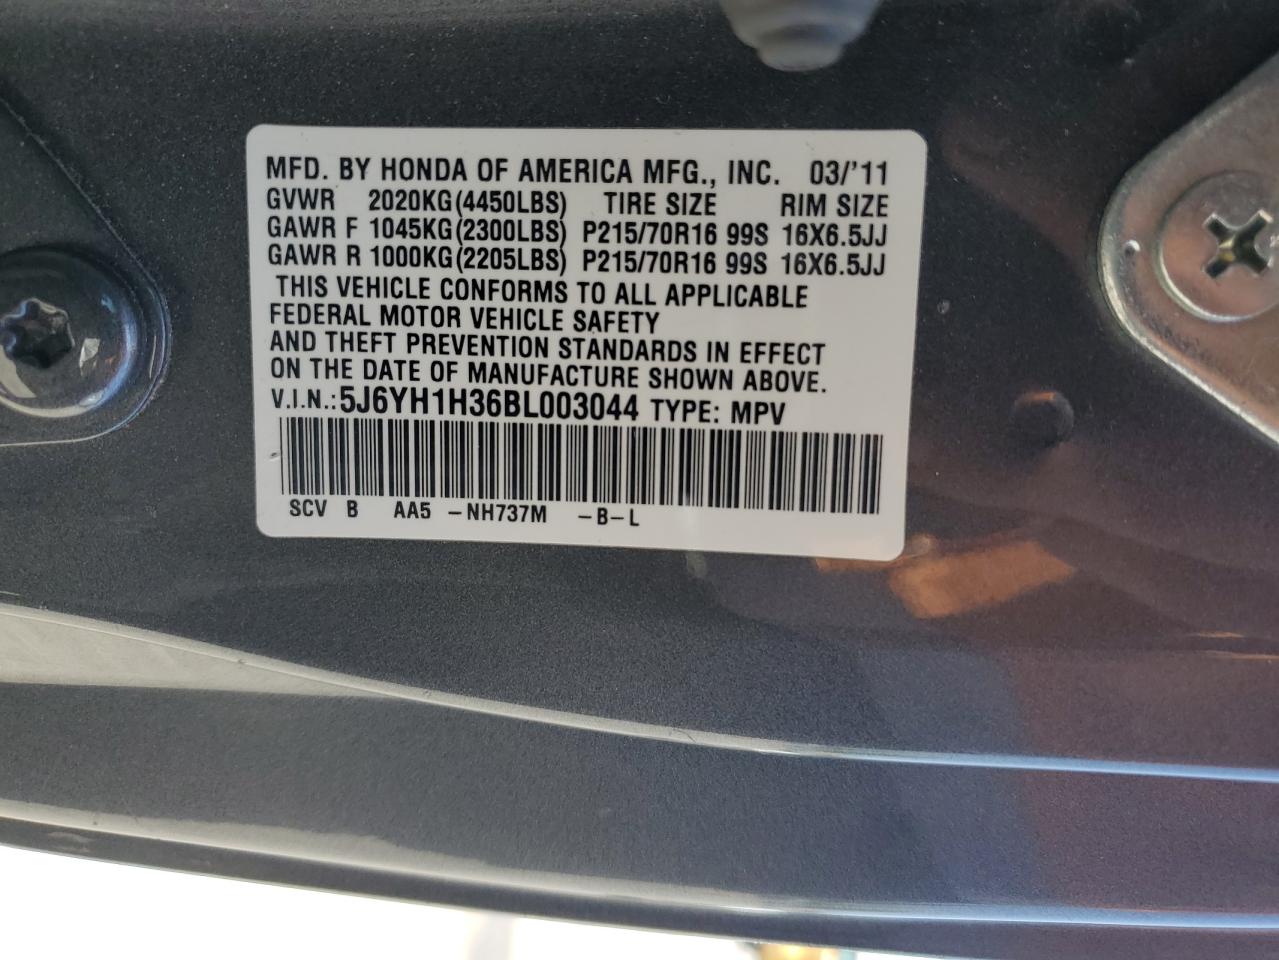 MFD. BY HONDA OF AMERICA MFG., INC. 03/'11
GVWR 2020KG(4450LBS) TIRE SIZE RIM SIZE
GAWR F 1045KG(2300LBS) P215/70R16 99S 16X6.5JJ
GAWR R 1000KG(2205LBS) P215/70R16 99S 16X6.5JJ
THIS VEHICLE CONFORMS TO ALL APPLICABLE
FEDERAL MOTOR VEHICLE SAFETY
AND THEFT PREVENTION STANDARDS IN EFFECT
ON THE DATE OF MANUFACTURE SHOWN ABOVE.
V.I.N.: 5J6YH1H36BL003044 TYPE: MPV
SCV B AA5 -NH737M -B-L